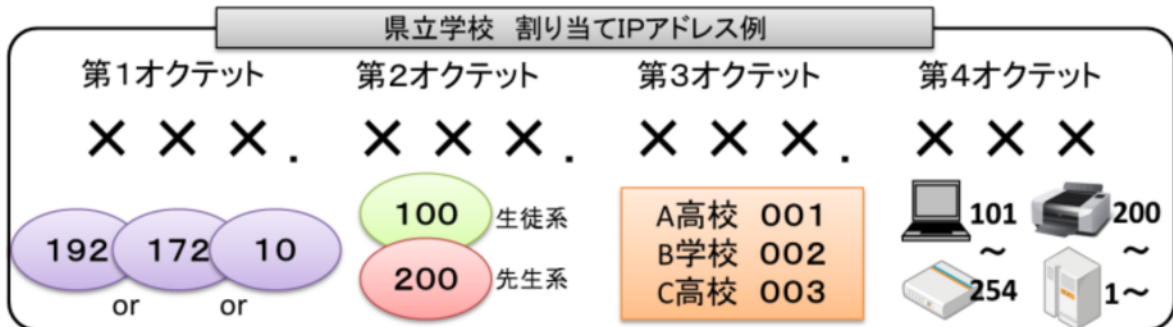 県立学校 割り当てIPアドレス例
第1オクテット 第2オクテット 第3オクテット 第4オクテット
×××. ×××. ×××. ×××
192 172 10
or or
100 生徒系
200 先生系
A高校 001
B学校 002
C高校 003
101 ～ 254
200 ～
1～